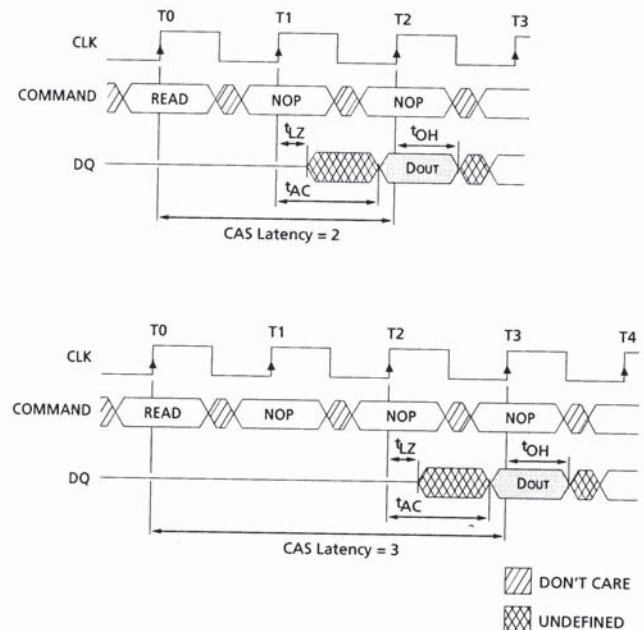 T0 T1 T2 T3
CLK
COMMAND READ NOP NOP
tLZ tOH
DQ DOUT
tAC
CAS Latency = 2
T0 T1 T2 T3 T4
CLK
COMMAND READ NOP NOP NOP
tLZ tOH
DQ DOUT
tAC
CAS Latency = 3
DON'T CARE
UNDEFINED